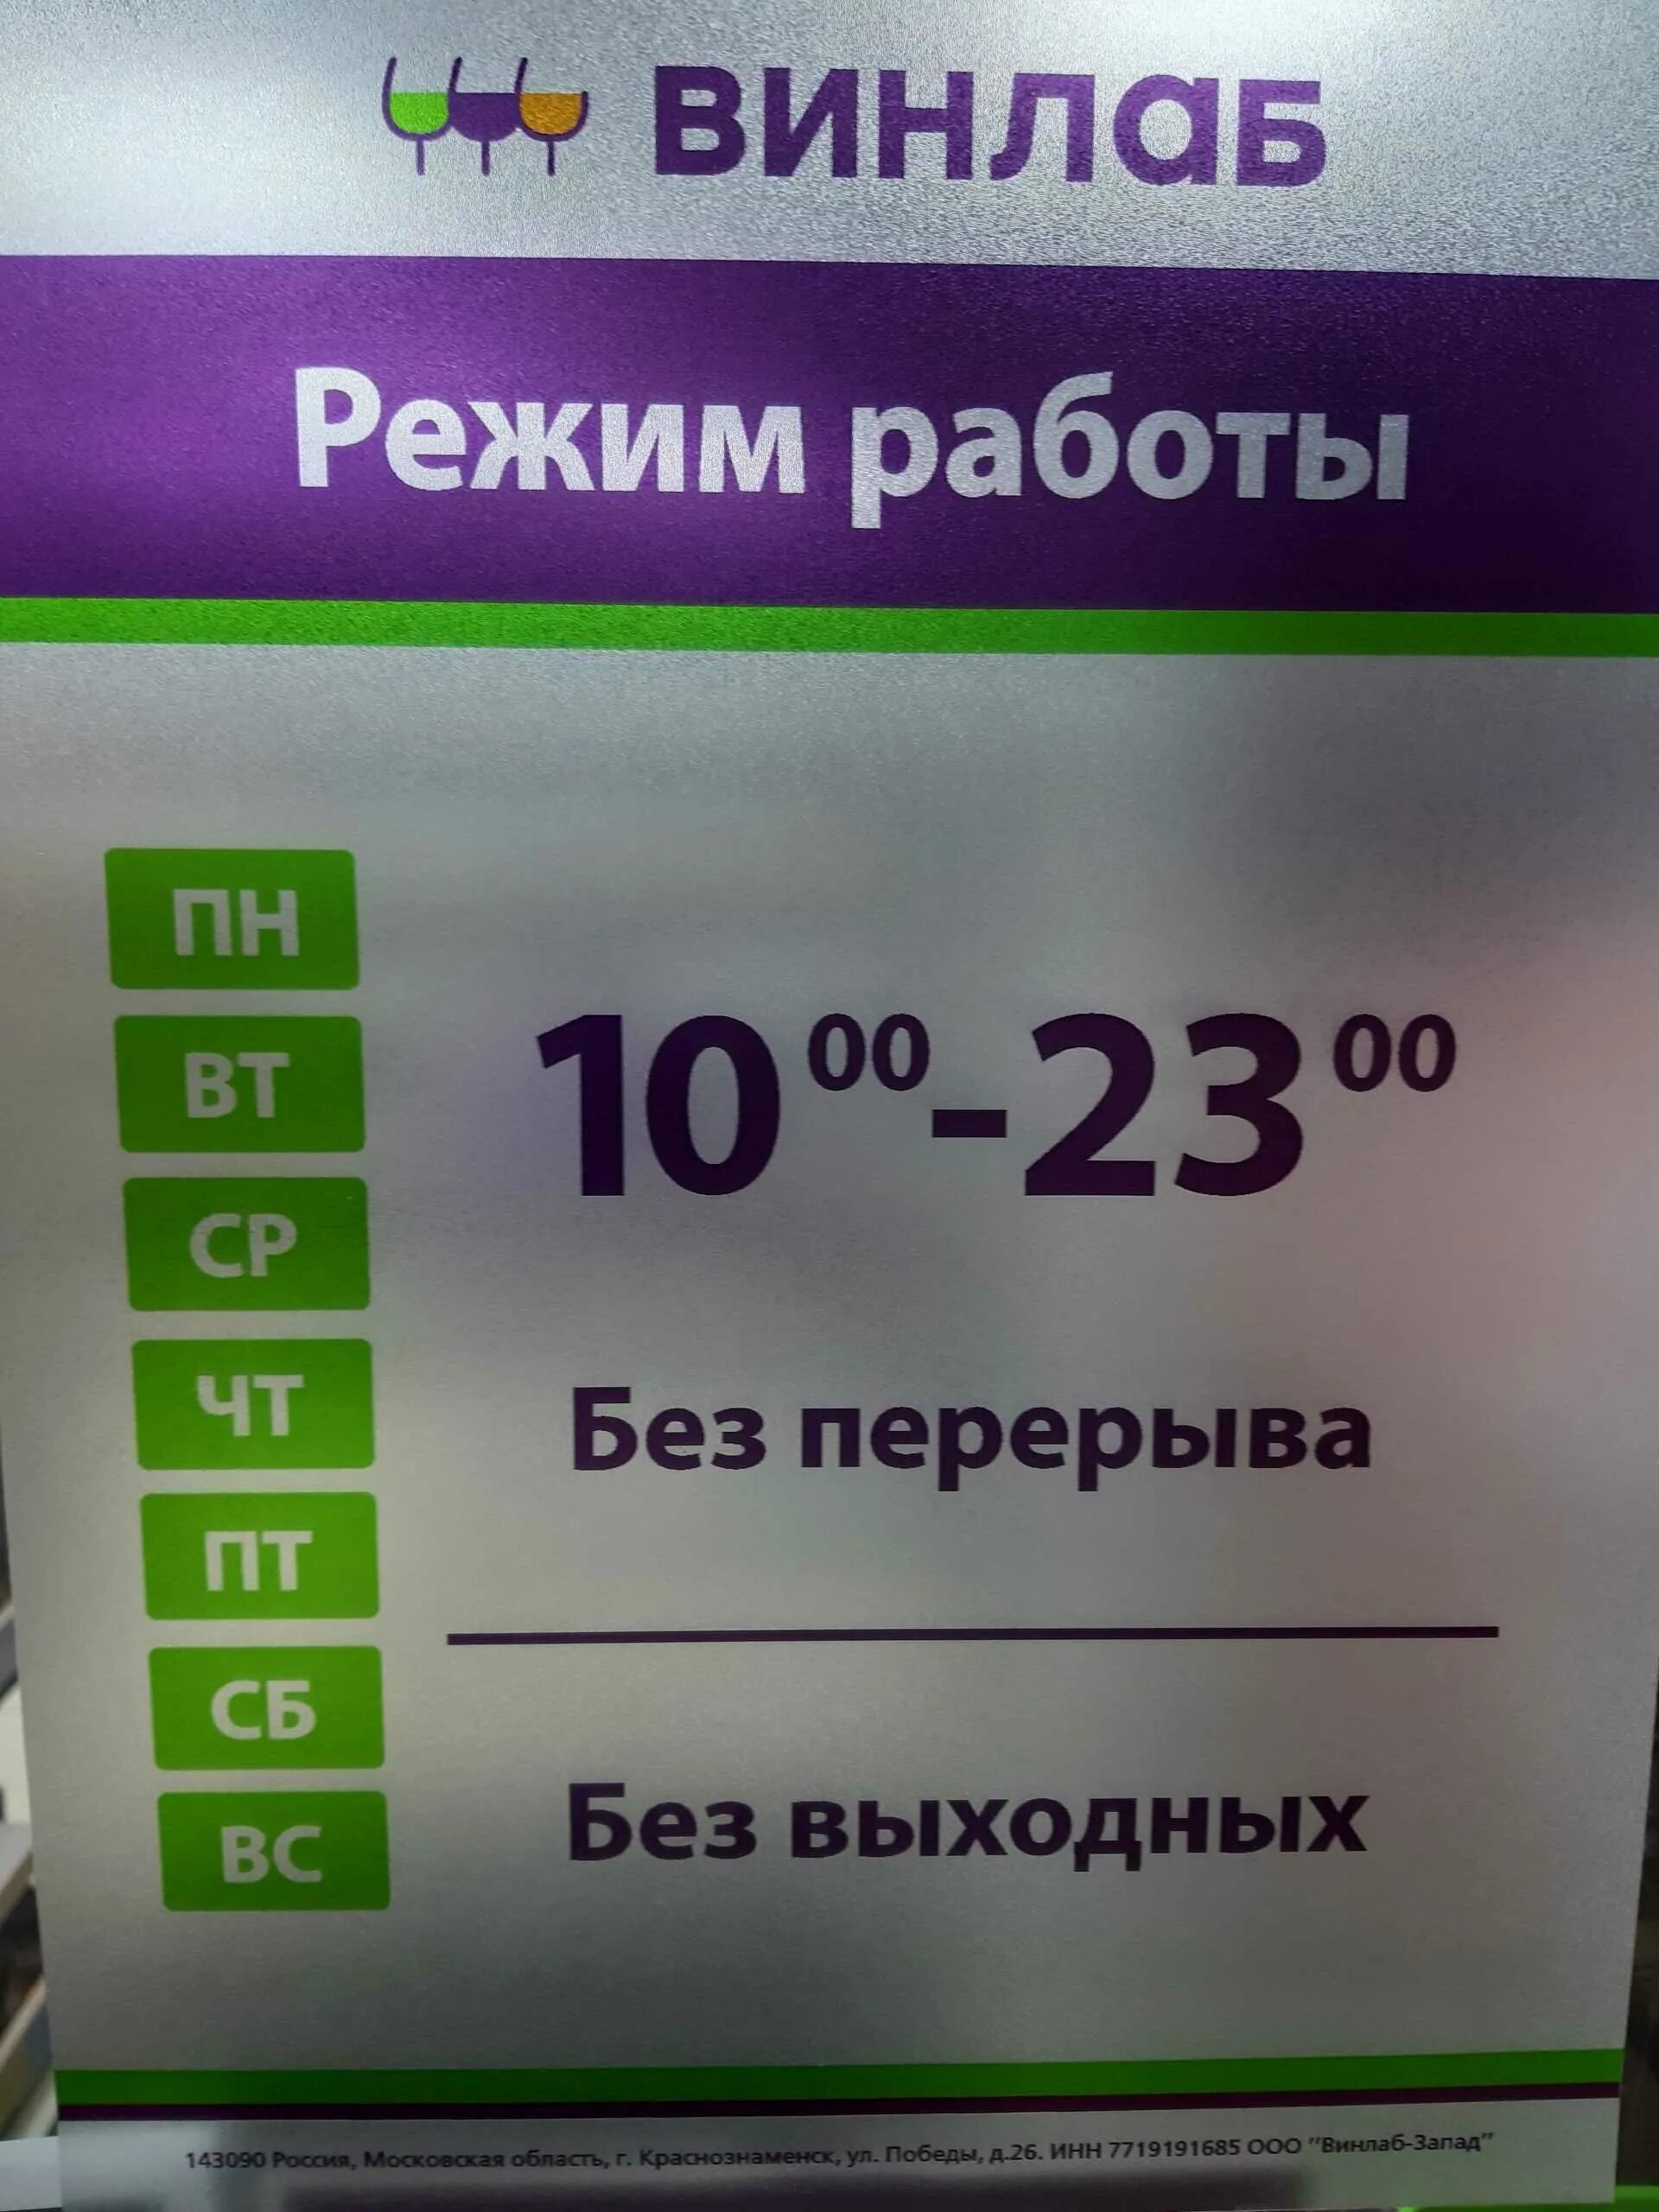 винлаб
Режим работы
ПН
ВТ
СР
ЧТ
ПТ
СБ
ВС
10⁰⁰-23⁰⁰
Без перерыва
Без выходных
143090 Россия, Московская область, г. Краснознаменск, ул. Победы, д.26. ИНН 7719191685 ООО "Винлаб-Запад"